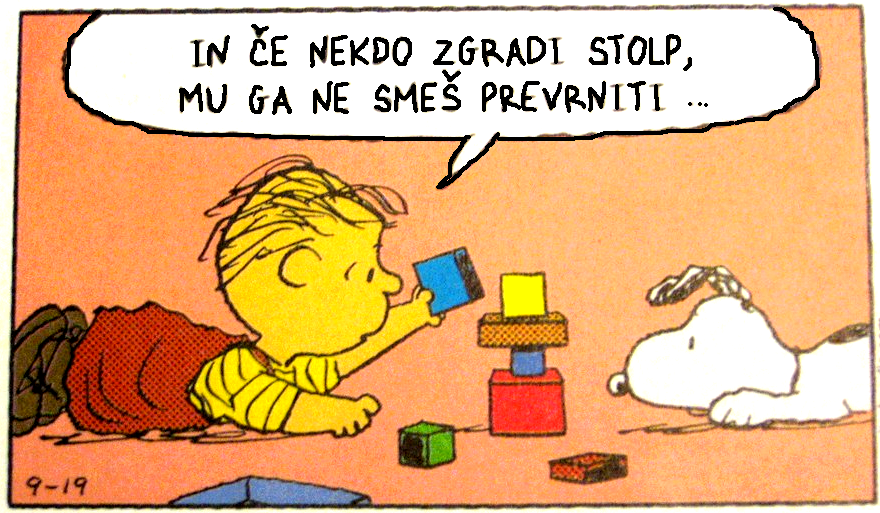 IN ČE NEKDO ZGRADI STOLP,
MU GA NE SMEŠ PREVRNITI ...
9-19